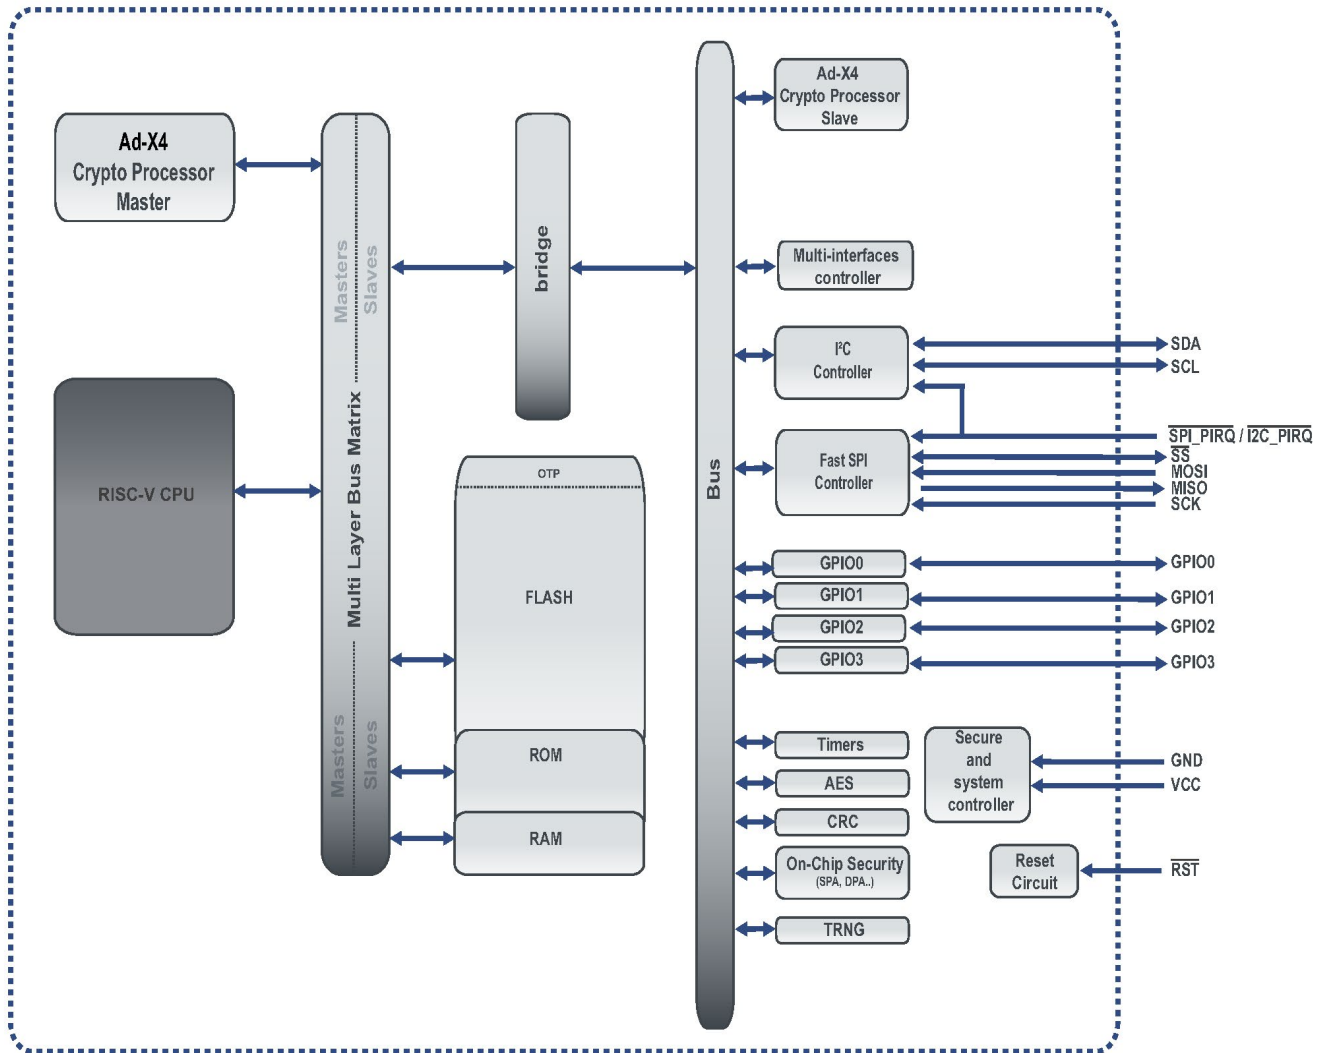 Ad-X4
Crypto Processor
Master
RISC-V CPU
Masters
Slaves
Multi Layer Bus Matrix
Masters
Slaves
bridge
OTP
FLASH
ROM
RAM
Bus
Ad-X4
Crypto Processor
Slave
Multi-interfaces
controller
I²C
Controller
Fast SPI
Controller
GPIO0
GPIO1
GPIO2
GPIO3
Timers
AES
CRC
On-Chip Security
(SPA, DPA..)
TRNG
Secure
and
system
controller
Reset
Circuit
SDA
SCL
SPI_PIRQ / I2C_PIRQ
SS
MOSI
MISO
SCK
GPIO0
GPIO1
GPIO2
GPIO3
GND
VCC
RST